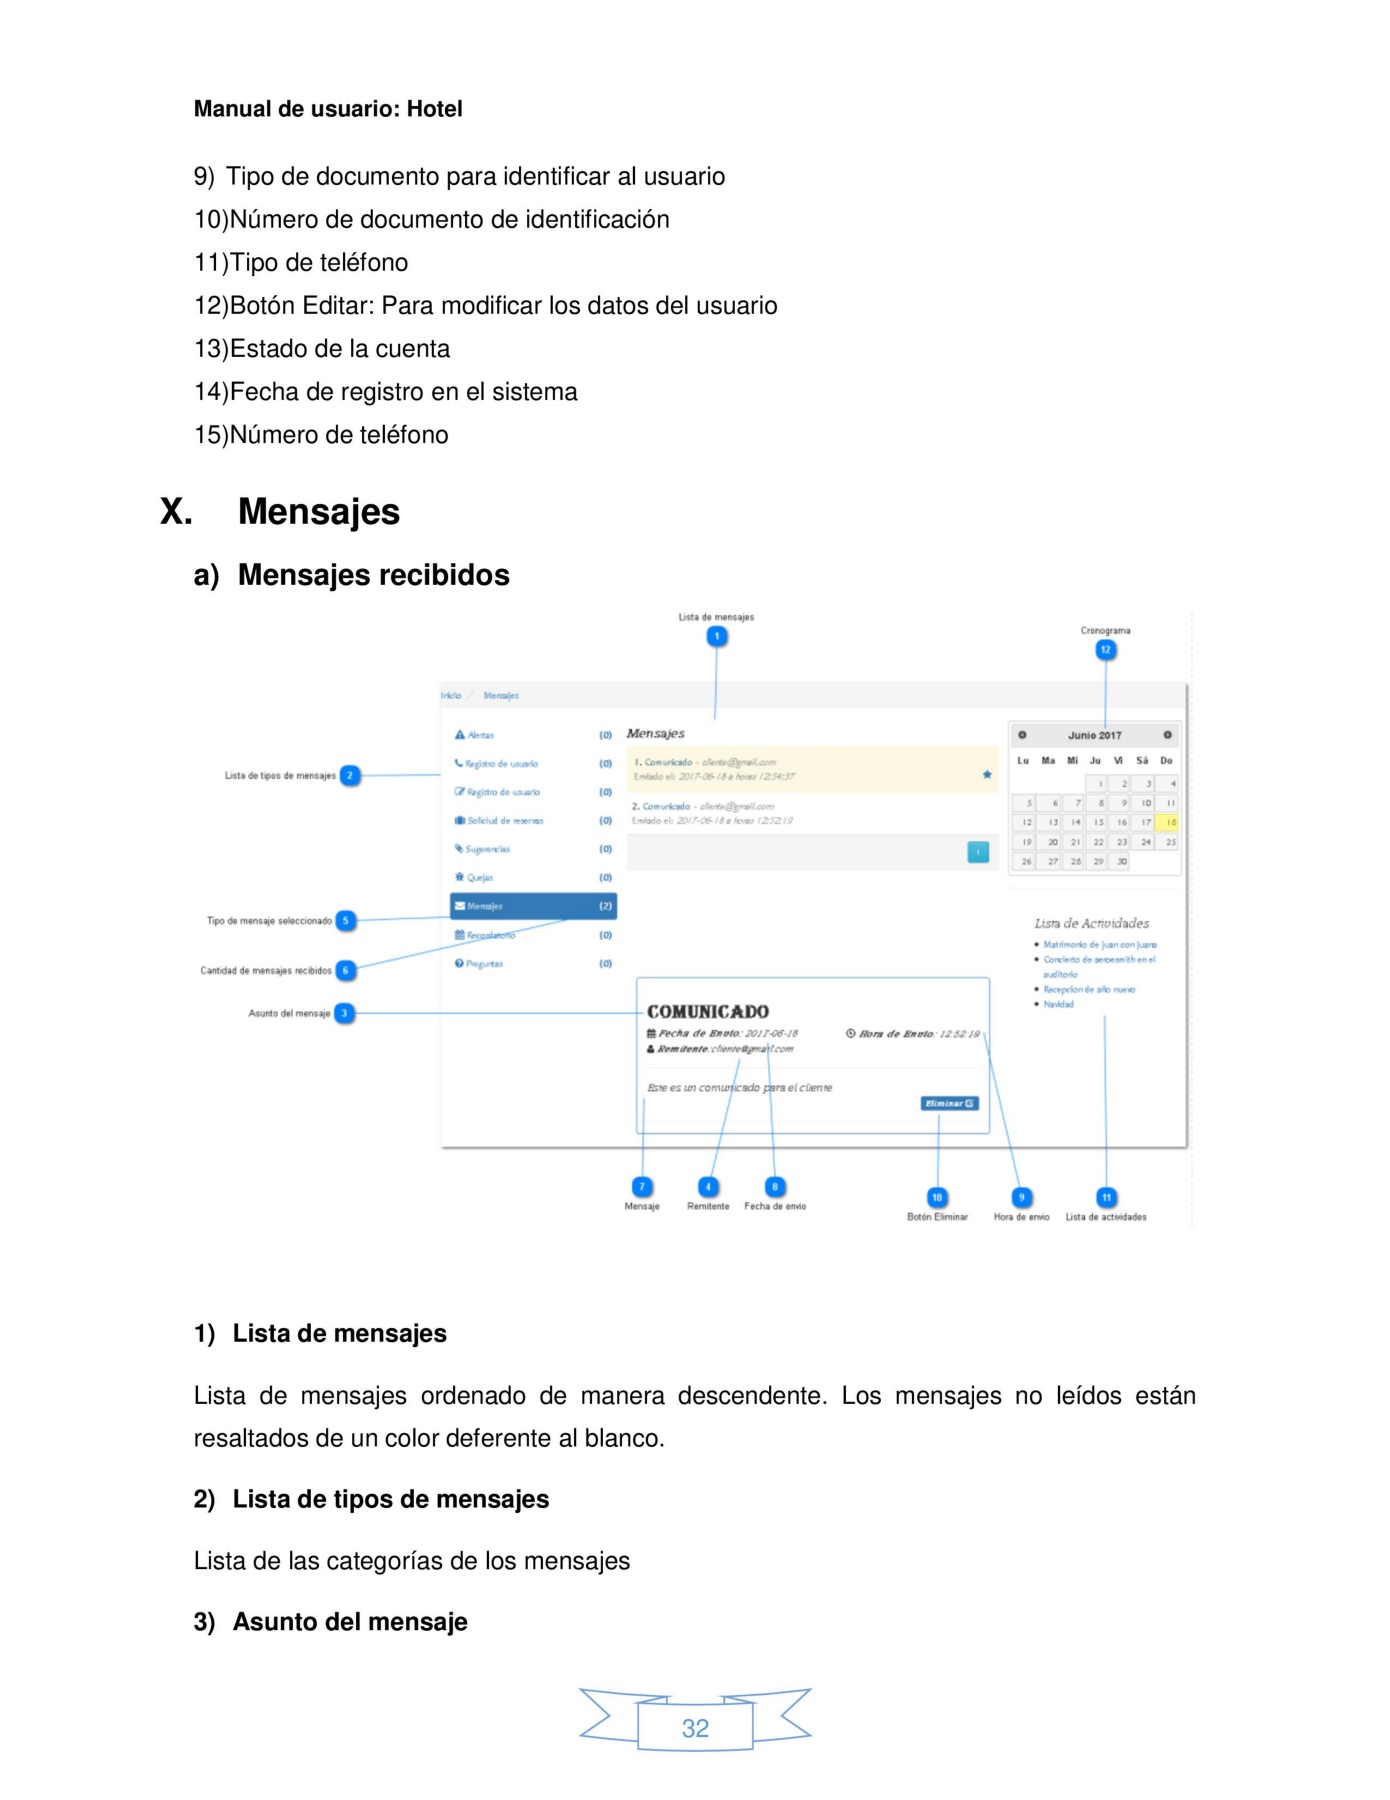 Manual de usuario: Hotel
9) Tipo de documento para identificar al usuario
10)Número de documento de identificación
11)Tipo de teléfono
12)Botón Editar: Para modificar los datos del usuario
13)Estado de la cuenta
14)Fecha de registro en el sistema
15)Número de teléfono
X. Mensajes
a) Mensajes recibidos
Lista de mensajes
1
Cronograma
12
Inicio / Mensajes
Alertas (0)
Registro de usuario (0)
Registro de usuario (0)
Solicitud de reservas (0)
Sugerencias (0)
Quejas (0)
Mensajes (2)
Recordatorio (0)
Preguntas (0)
Lista de tipos de mensajes 2
Tipo de mensaje seleccionado 5
Cantidad de mensajes recibidos 6
Asunto del mensaje 3
Mensajes
1. Comunicado - cliente@gmail.com
Enviado el: 2017-06-18 a horas 12:54:37
2. Comunicado - cliente@gmail.com
Enviado el: 2017-06-18 a horas 12:52:19
1
Junio 2017
Lu Ma Mi Ju Vi Sá Do
1 2 3 4
5 6 7 8 9 10 11
12 13 14 15 16 17 18
19 20 21 22 23 24 25
26 27 28 29 30
Lista de Actividades
Matrimonio de juan con juana
Concierto de aeroesmith en el
auditorio
Recepcion de año nuevo
Navidad
COMUNICADO
Fecha de Envio: 2017-06-18
Hora de Envio: 12:52:19
Remitente: cliente@gmail.com
Este es un comunicado para el cliente
Eliminar
7
Mensaje
4
Remitente
8
Fecha de envio
10
Botón Eliminar
9
Hora de envio
11
Lista de actividades
1) Lista de mensajes
Lista de mensajes ordenado de manera descendente. Los mensajes no leídos están
resaltados de un color deferente al blanco.
2) Lista de tipos de mensajes
Lista de las categorías de los mensajes
3) Asunto del mensaje
32